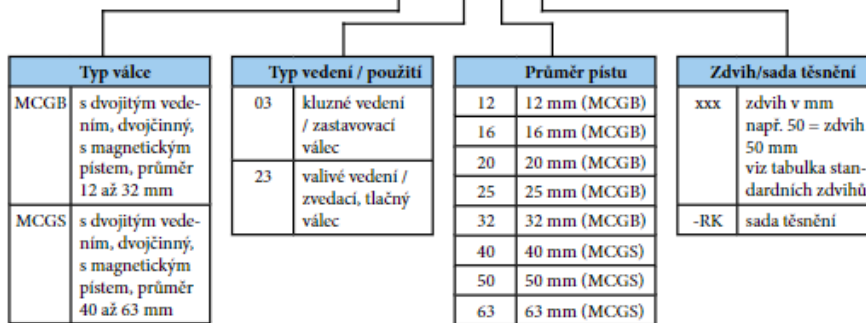 Typ válce
MCGB s dvojitým vede-
ním, dvojčinný,
s magnetickým
pístem, průměr
12 až 32 mm
MCGS s dvojitým vede-
ním, dvojčinný,
s magnetickým
pístem, průměr
40 až 63 mm
Typ vedení / použití
03 kluzné vedení
/ zastavovací
válec
23 valivé vedení /
zvedací, tlačný
válec
Průměr pístu
12 12 mm (MCGB)
16 16 mm (MCGB)
20 20 mm (MCGB)
25 25 mm (MCGB)
32 32 mm (MCGB)
40 40 mm (MCGS)
50 50 mm (MCGS)
63 63 mm (MCGS)
Zdvih/sada těsnění
xxx zdvih v mm
např. 50 = zdvih
50 mm
viz tabulka stan-
dardních zdvihů
-RK sada těsnění